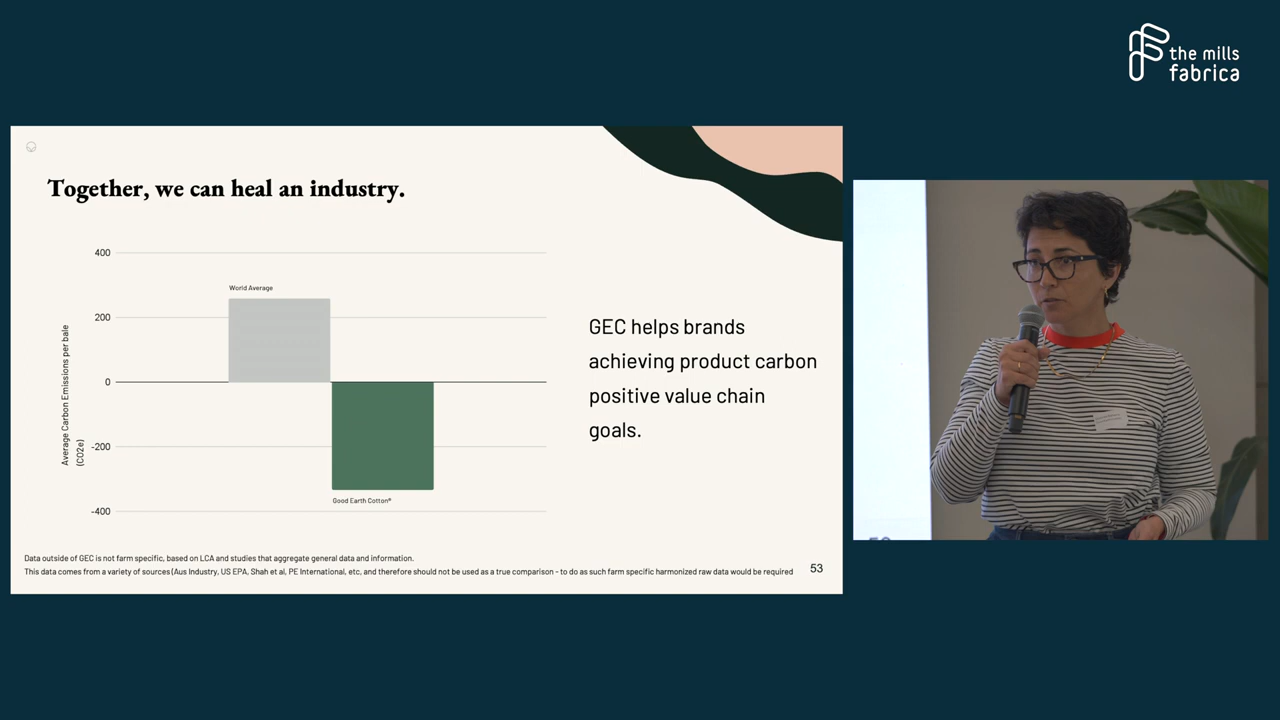 the mills
fabrica
Together, we can heal an industry.
400
200
0
-200
-400
Average Carbon Emissions per bale
(CO2e)
World Average
Good Earth Cotton®
GEC helps brands
achieving product carbon
positive value chain
goals.
Data outside of GEC is not farm specific, based on LCA and studies that aggregate general data and information.
This data comes from a variety of sources (Aus Industry, US EPA, Shah et al, PE International, etc, and therefore should not be used as a true comparison - to do as such farm specific harmonized raw data would be required
53